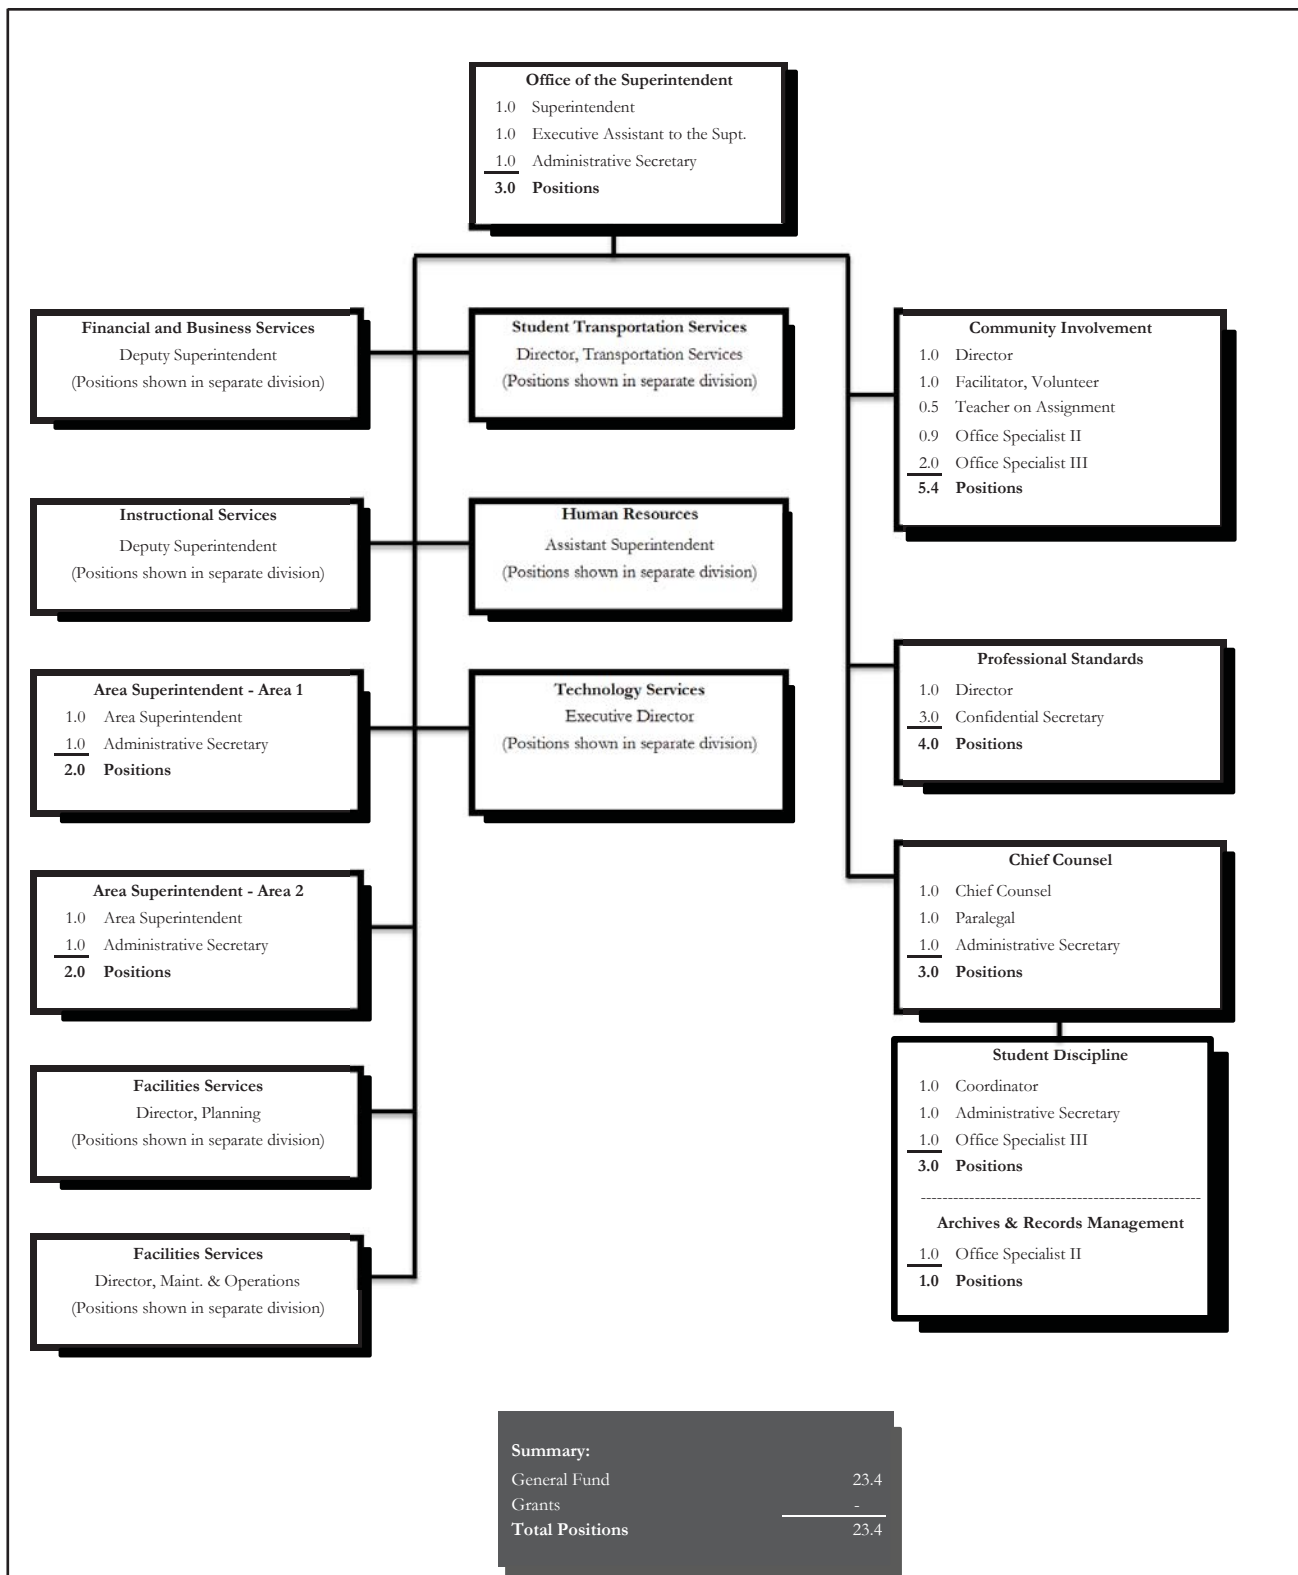 Office of the Superintendent
1.0 Superintendent
1.0 Executive Assistant to the Supt.
1.0 Administrative Secretary
3.0 Positions
Financial and Business Services
Deputy Superintendent
(Positions shown in separate division)
Student Transportation Services
Director, Transportation Services
(Positions shown in separate division)
Community Involvement
1.0 Director
1.0 Facilitator, Volunteer
0.5 Teacher on Assignment
0.9 Office Specialist II
2.0 Office Specialist III
5.4 Positions
Instructional Services
Deputy Superintendent
(Positions shown in separate division)
Human Resources
Assistant Superintendent
(Positions shown in separate division)
Area Superintendent - Area 1
1.0 Area Superintendent
1.0 Administrative Secretary
2.0 Positions
Technology Services
Executive Director
(Positions shown in separate division)
Professional Standards
1.0 Director
3.0 Confidential Secretary
4.0 Positions
Area Superintendent - Area 2
1.0 Area Superintendent
1.0 Administrative Secretary
2.0 Positions
Chief Counsel
1.0 Chief Counsel
1.0 Paralegal
1.0 Administrative Secretary
3.0 Positions
Facilities Services
Director, Planning
(Positions shown in separate division)
Student Discipline
1.0 Coordinator
1.0 Administrative Secretary
1.0 Office Specialist III
3.0 Positions
Archives & Records Management
1.0 Office Specialist II
1.0 Positions
Facilities Services
Director, Maint. & Operations
(Positions shown in separate division)
Summary:
General Fund 23.4
Grants -
Total Positions 23.4